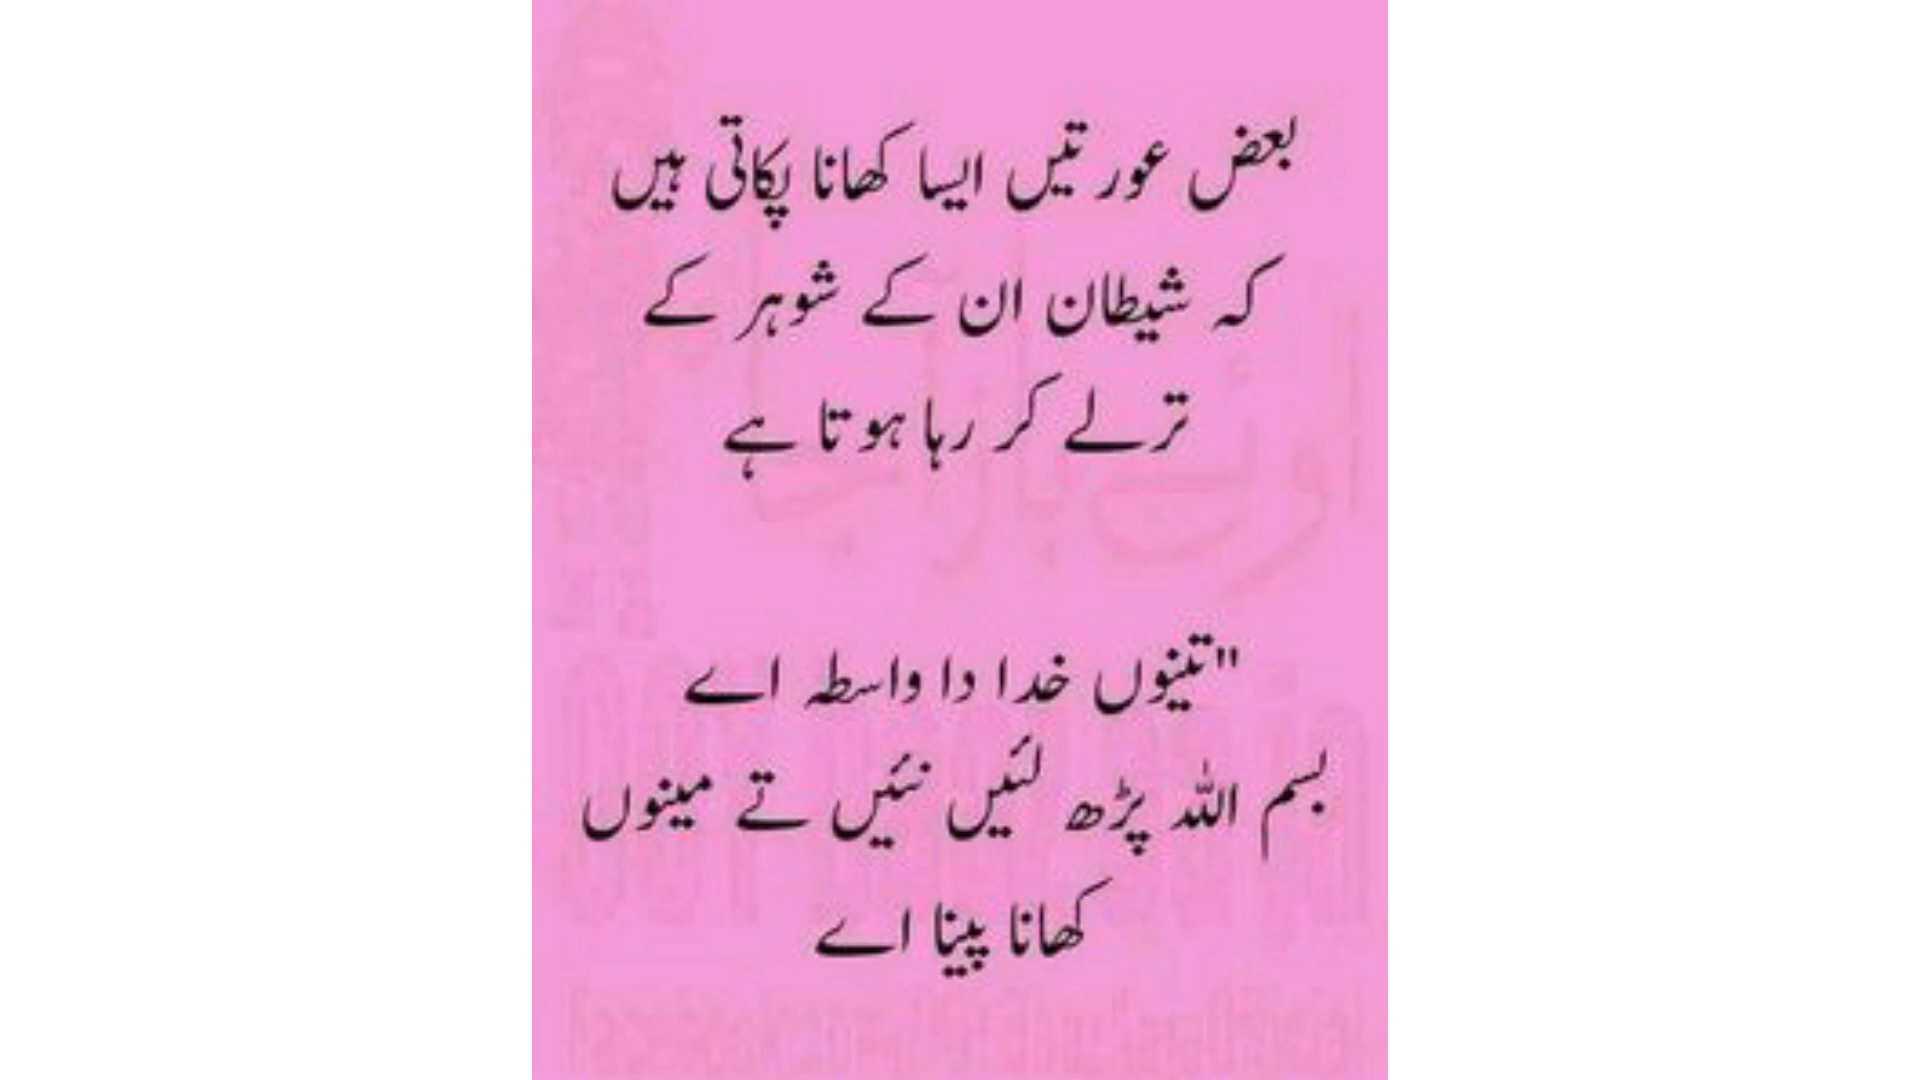 بعض عورتیں ایسا کھانا پکاتی ہیں
کہ شیطان ان کے شوہر کے
ترلے کر رہا ہوتا ہے
"تینوں خدا دا واسطہ اے
بسم اللہ پڑھ لئیں نئیں تے مینوں
کھانا پینا اے